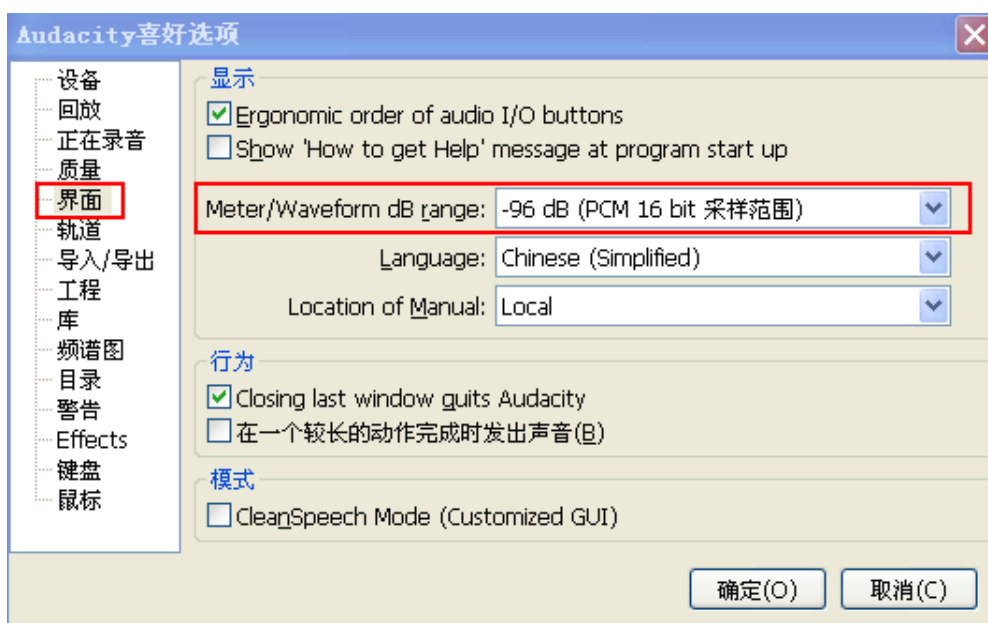 Audacity喜好选项
设备
回放
正在录音
质量
界面
轨道
导入/导出
工程
库
频谱图
目录
警告
Effects
键盘
鼠标
显示
Ergonomic order of audio I/O buttons
Show 'How to get Help' message at program start up
Meter/Waveform dB range: -96 dB (PCM 16 bit 采样范围)
Language: Chinese (Simplified)
Location of Manual: Local
行为
Closing last window quits Audacity
在一个较长的动作完成时发出声音(B)
模式
CleanSpeech Mode (Customized GUI)
确定(O) 取消(C)